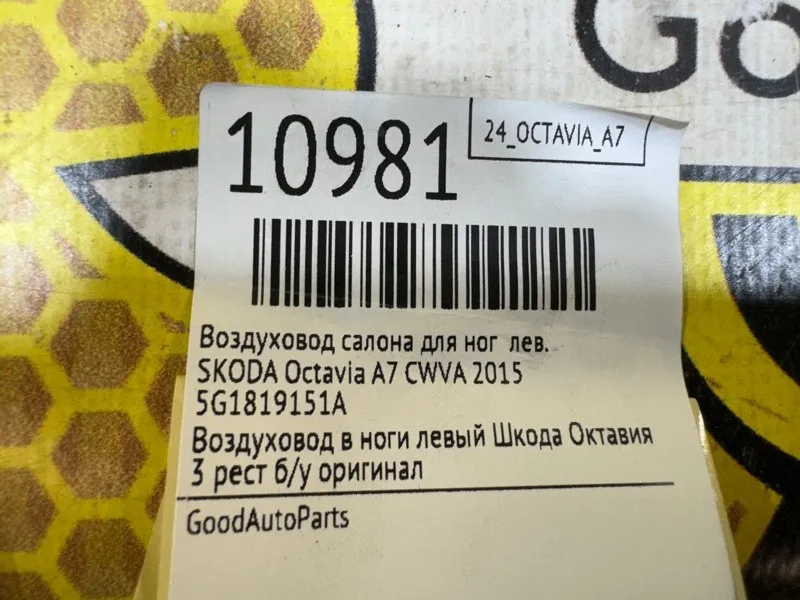 Go
10981
24_OCTAVIA_A7
Воздуховод салона для ног лев.
SKODA Octavia A7 CWVA 2015
5G1819151A
Воздуховод в ноги левый Шкода Октавия
3 рест б/у оригинал
GoodAutoParts